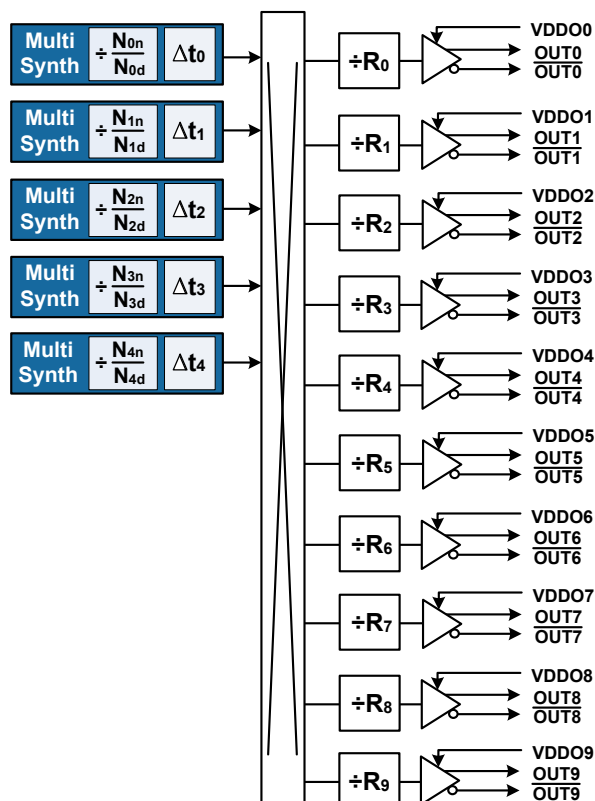 Multi Synth ÷ N0n/N0d Δt0
Multi Synth ÷ N1n/N1d Δt1
Multi Synth ÷ N2n/N2d Δt2
Multi Synth ÷ N3n/N3d Δt3
Multi Synth ÷ N4n/N4d Δt4
÷R0
VDDO0
OUT0
OUT0
÷R1
VDDO1
OUT1
OUT1
÷R2
VDDO2
OUT2
OUT2
÷R3
VDDO3
OUT3
OUT3
÷R4
VDDO4
OUT4
OUT4
÷R5
VDDO5
OUT5
OUT5
÷R6
VDDO6
OUT6
OUT6
÷R7
VDDO7
OUT7
OUT7
÷R8
VDDO8
OUT8
OUT8
÷R9
VDDO9
OUT9
OUT9